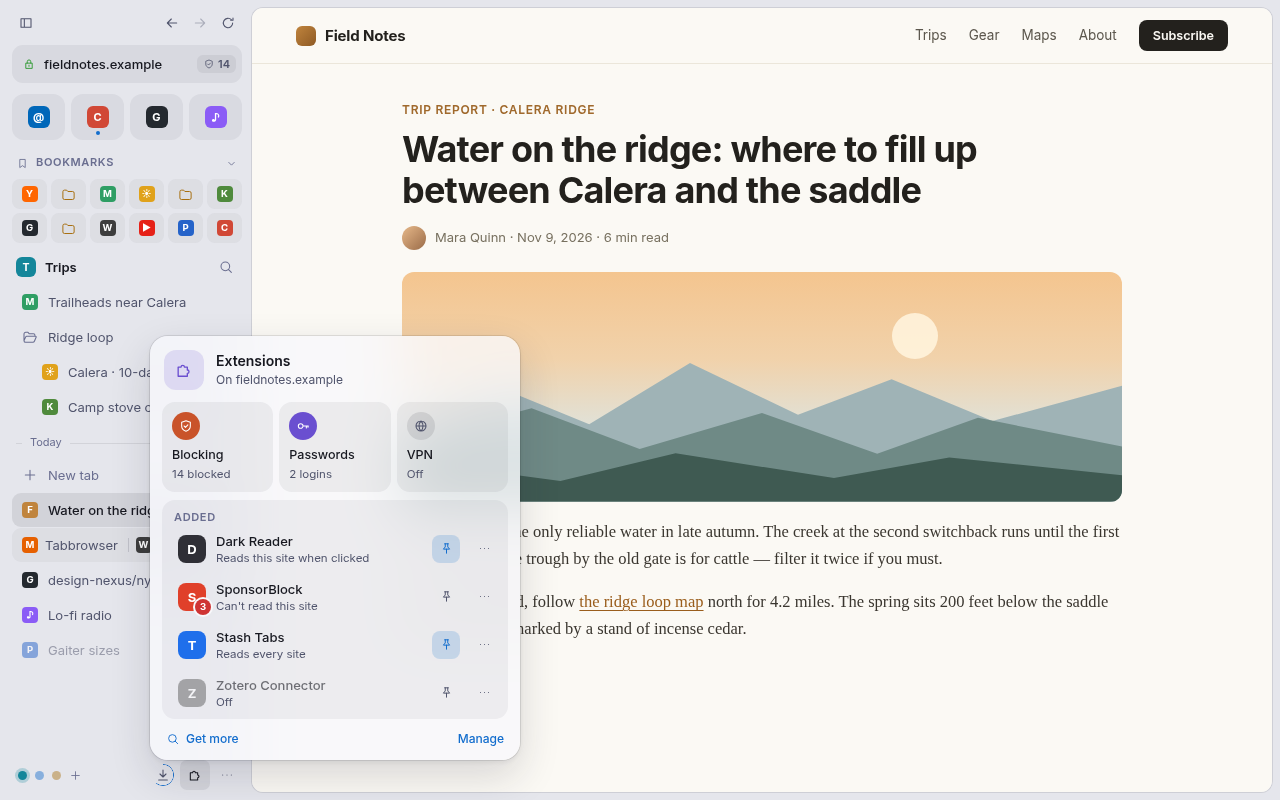 fieldnotes.example
14
@
C
G
BOOKMARKS
Y
M
K
G
W
P
C
T Trips
M Trailheads near Calera
Ridge loop
Calera · 10-da
K Camp stove c
Today
New tab
F Water on the ridg
M Tabbrowser W
G design-nexus/ny
Lo-fi radio
P Gaiter sizes
Extensions
On fieldnotes.example
Blocking
14 blocked
Passwords
2 logins
VPN
Off
ADDED
D Dark Reader
Reads this site when clicked
S 3 SponsorBlock
Can't read this site
T Stash Tabs
Reads every site
Z Zotero Connector
Off
Get more
Manage
Field Notes
Trips
Gear
Maps
About
Subscribe
TRIP REPORT · CALERA RIDGE
Water on the ridge: where to fill up
between Calera and the saddle
Mara Quinn · Nov 9, 2026 · 6 min read
only reliable water in late autumn. The creek at the second switchback runs until the first
trough by the old gate is for cattle — filter it twice if you must.
follow the ridge loop map north for 4.2 miles. The spring sits 200 feet below the saddle
by a stand of incense cedar.